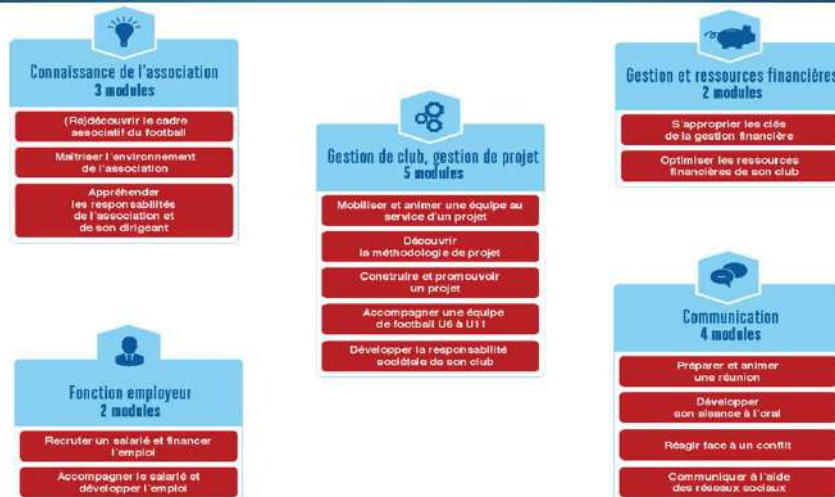 Connaissance de l'association
3 modules
(Re)découvrir le cadre
associatif du football
Maîtriser l'environnement
de l'association
Appréhender
les responsabilités
de l'association et
de son dirigeant
Fonction employeur
2 modules
Recruter un salarié et financer
l'emploi
Accompagner le salarié et
développer l'emploi
Gestion de club, gestion de projet
5 modules
Mobiliser et animer une équipe au
service d'un projet
Découvrir
la méthodologie de projet
Construire et promouvoir
un projet
Accompagner une équipe
de football U6 à U11
Développer la responsabilité
sociétale de son club
Gestion et ressources financières
2 modules
S'approprier les clés
de la gestion financière
Optimiser les ressources
financières de son club
Communication
4 modules
Préparer et animer
une réunion
Développer
son aisance à l'oral
Réagir face à un conflit
Communiquer à l'aide
des réseaux sociaux